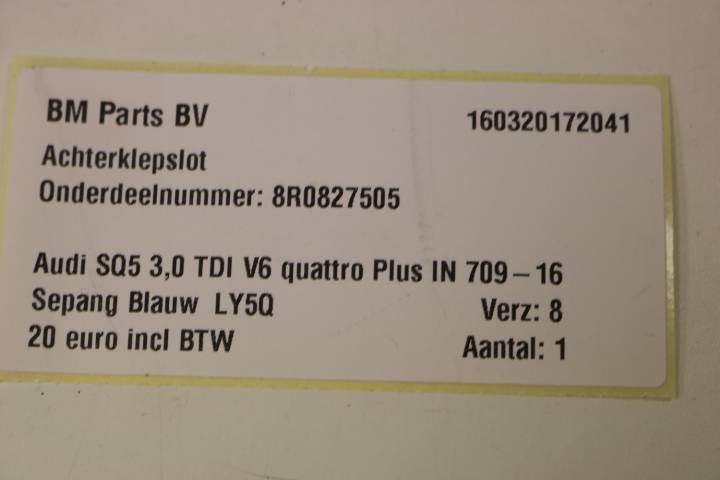 BM Parts BV 160320172041
Achterklepslot
Onderdeelnummer: 8R0827505
Audi SQ5 3,0 TDI V6 quattro Plus IN 709-16
Sepang Blauw LY5Q Verz: 8
20 euro incl BTW Aantal: 1